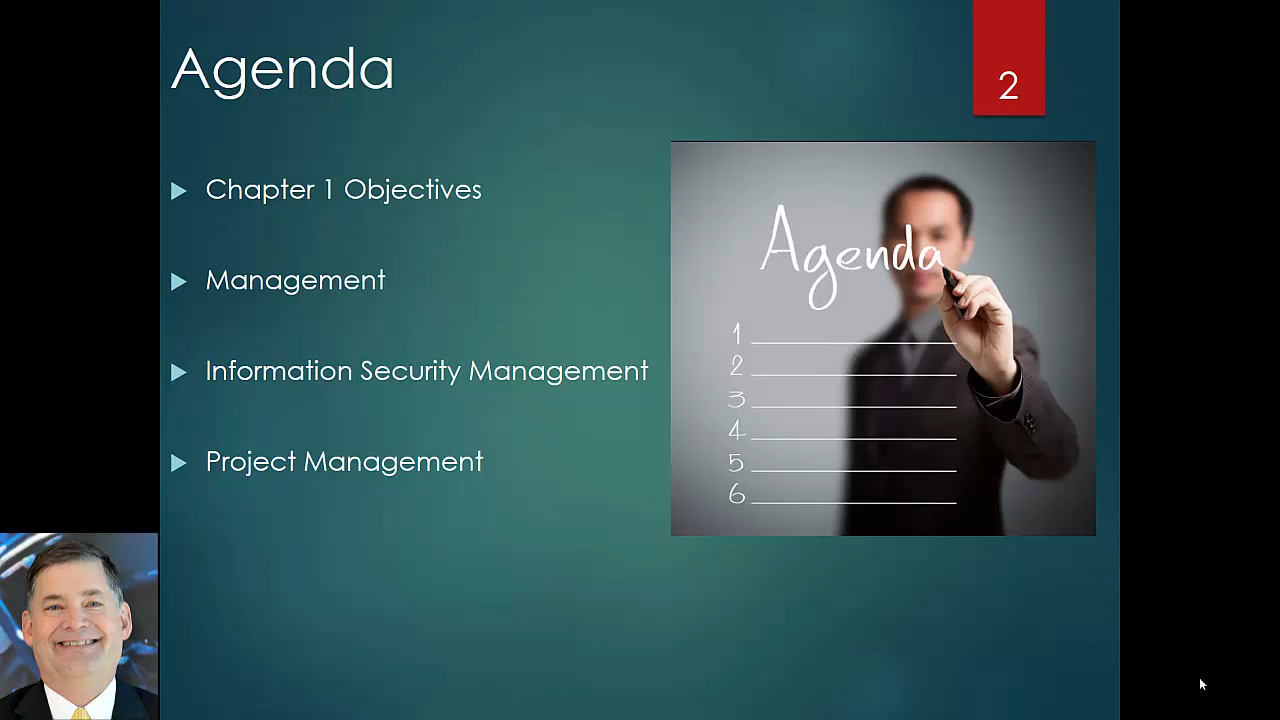 Agenda
2
Chapter 1 Objectives
Management
Information Security Management
Project Management
Agenda
1
2
3
4
5
6